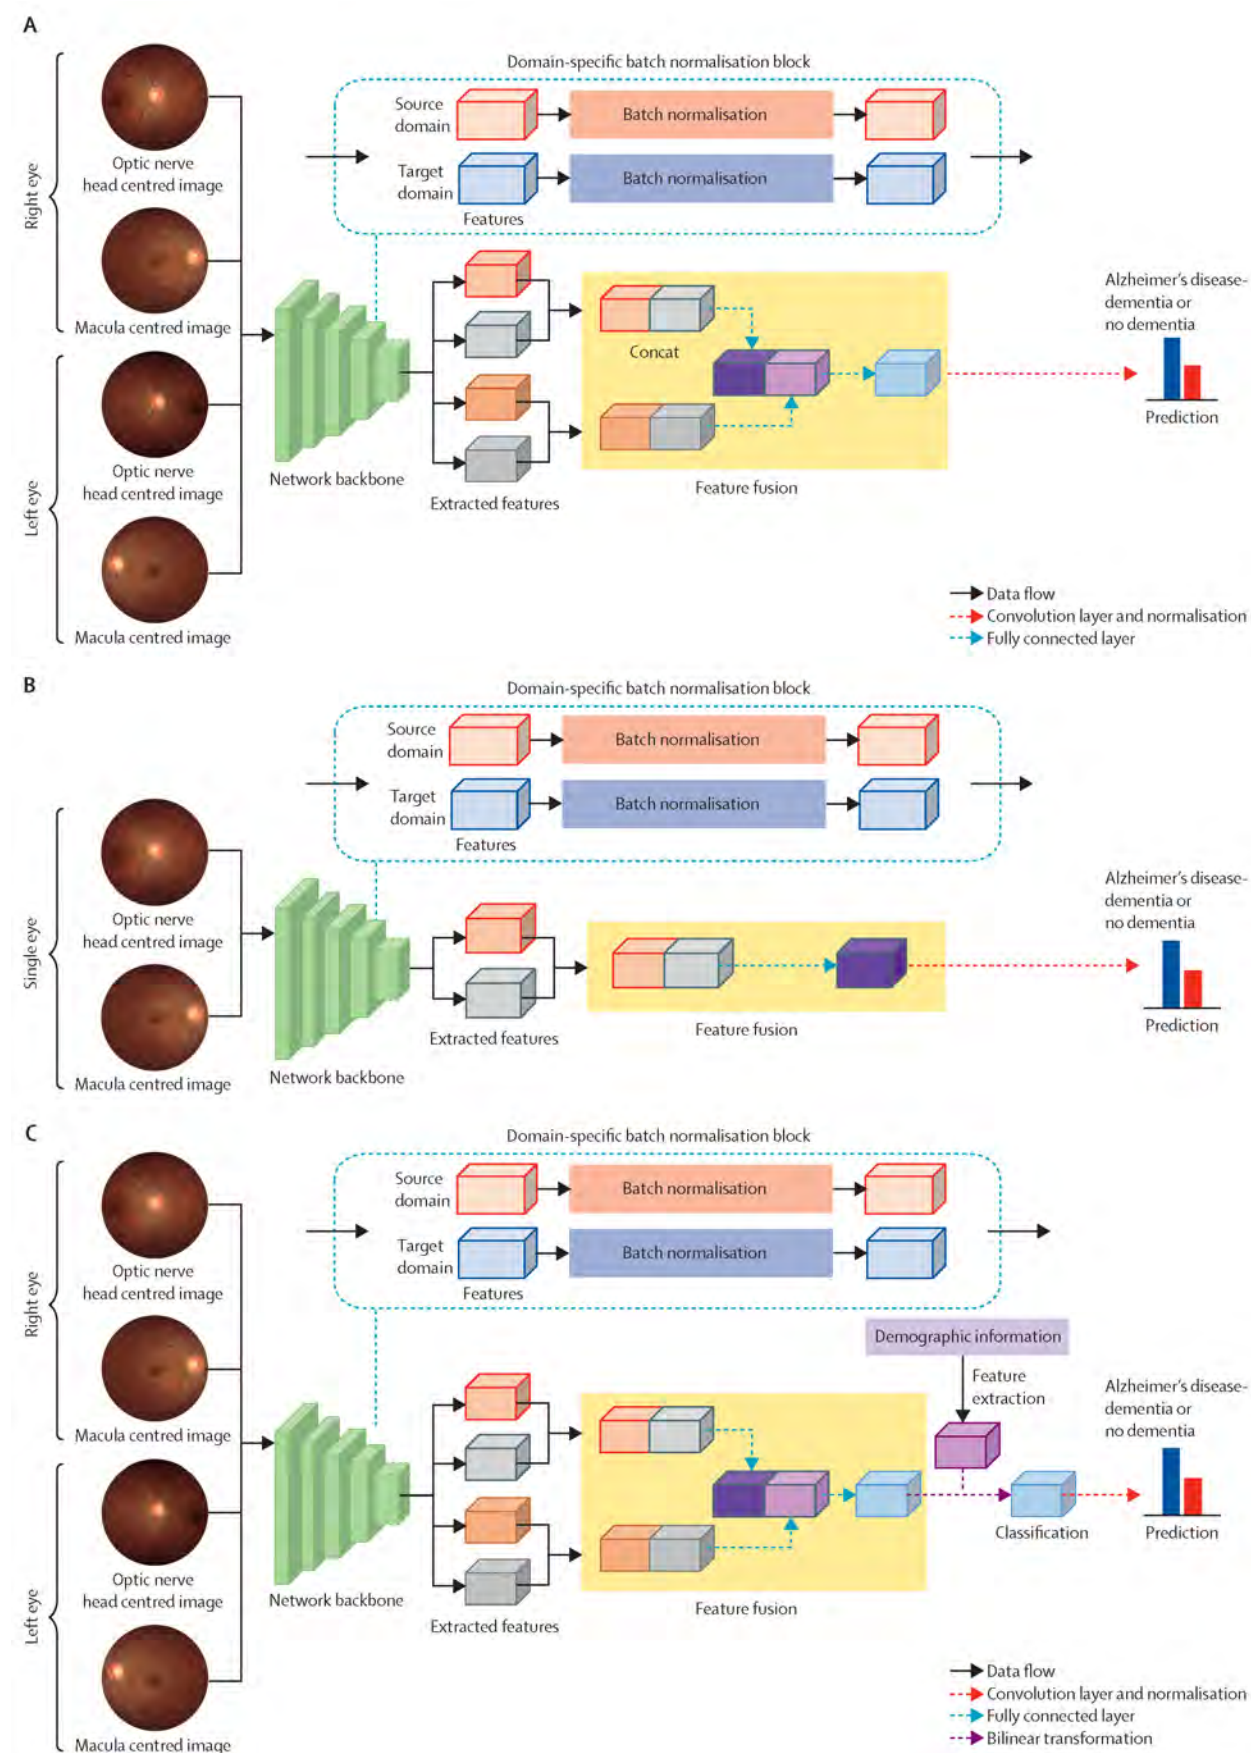 A
Domain-specific batch normalisation block
Source
domain
Batch normalisation
Target
domain
Batch normalisation
Features
Right eye
Optic nerve
head centred image
Macula centred image
Left eye
Optic nerve
head centred image
Macula centred image
Network backbone
Extracted features
Concat
Feature fusion
Alzheimer's disease-
dementia or
no dementia
Prediction
Data flow
Convolution layer and normalisation
Fully connected layer
B
Domain-specific batch normalisation block
Source
domain
Batch normalisation
Target
domain
Batch normalisation
Features
Single eye
Optic nerve
head centred image
Macula centred image
Network backbone
Extracted features
Feature fusion
Alzheimer's disease-
dementia or
no dementia
Prediction
C
Domain-specific batch normalisation block
Source
domain
Batch normalisation
Target
domain
Batch normalisation
Features
Right eye
Optic nerve
head centred image
Macula centred image
Left eye
Optic nerve
head centred image
Macula centred image
Network backbone
Extracted features
Feature fusion
Demographic information
Feature
extraction
Classification
Alzheimer's disease-
dementia or
no dementia
Prediction
Data flow
Convolution layer and normalisation
Fully connected layer
Bilinear transformation